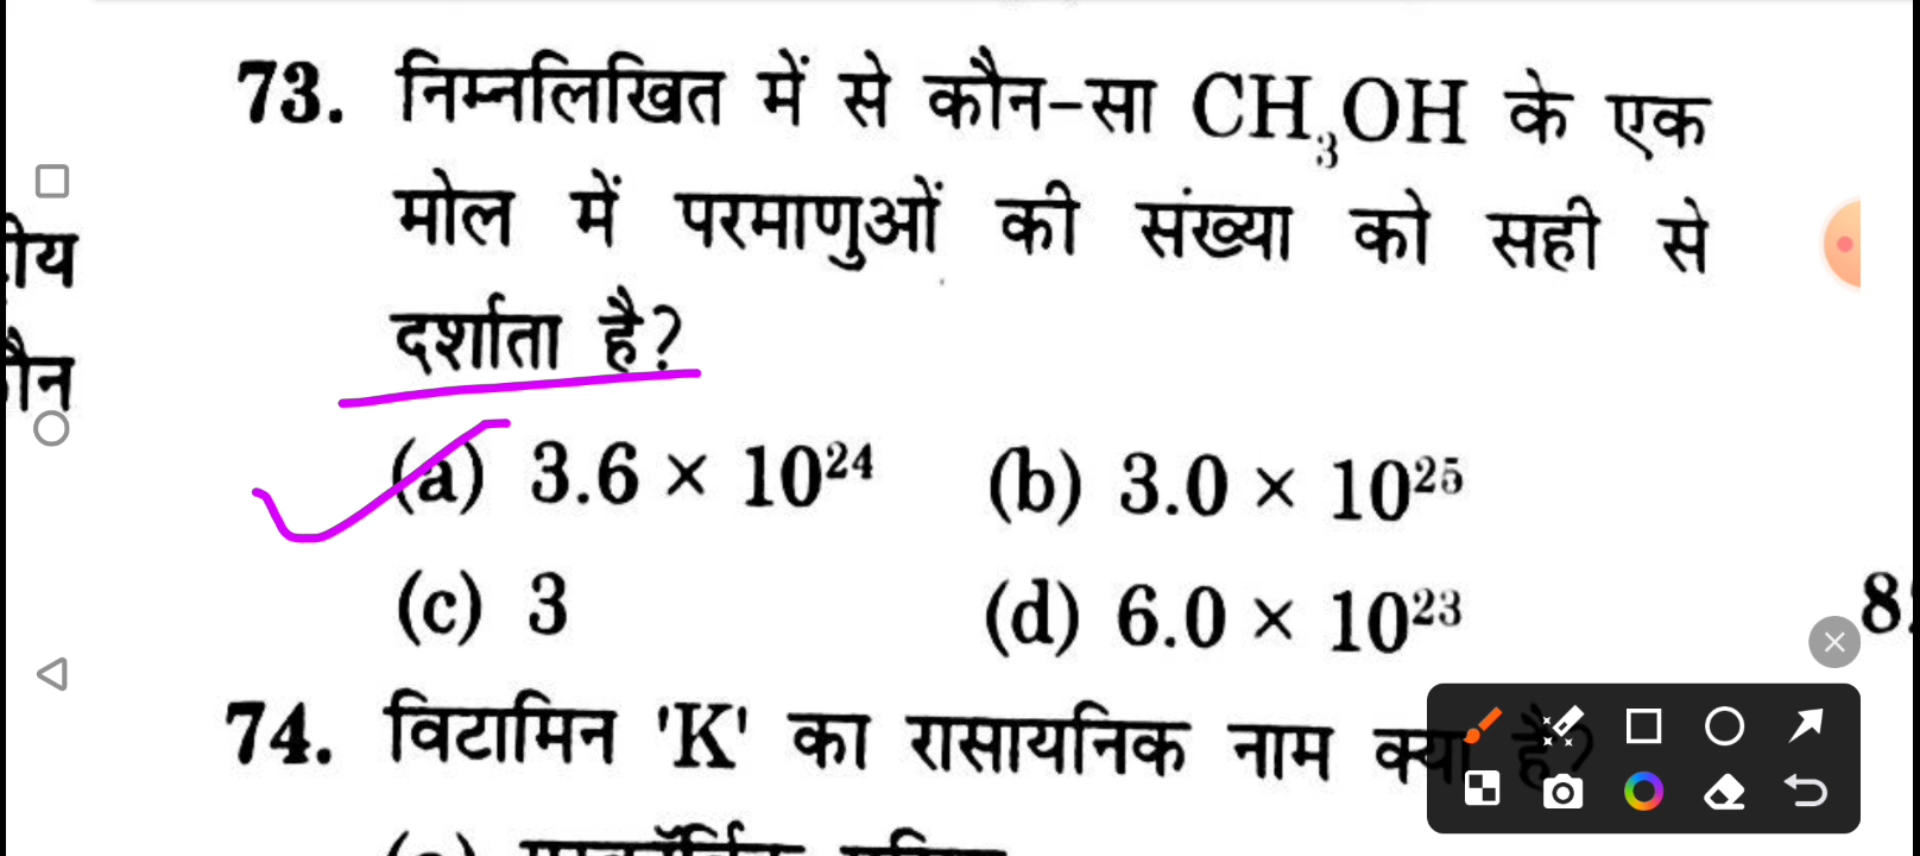 73. निम्नलिखित में से कौन-सा CH₃OH के एक
मोल में परमाणुओं की संख्या को सही से
दर्शाता है?
(a) 3.6 × 10²⁴ (b) 3.0 × 10²⁵
(c) 3 (d) 6.0 × 10²³
74. विटामिन 'K' का रासायनिक नाम क्या है?